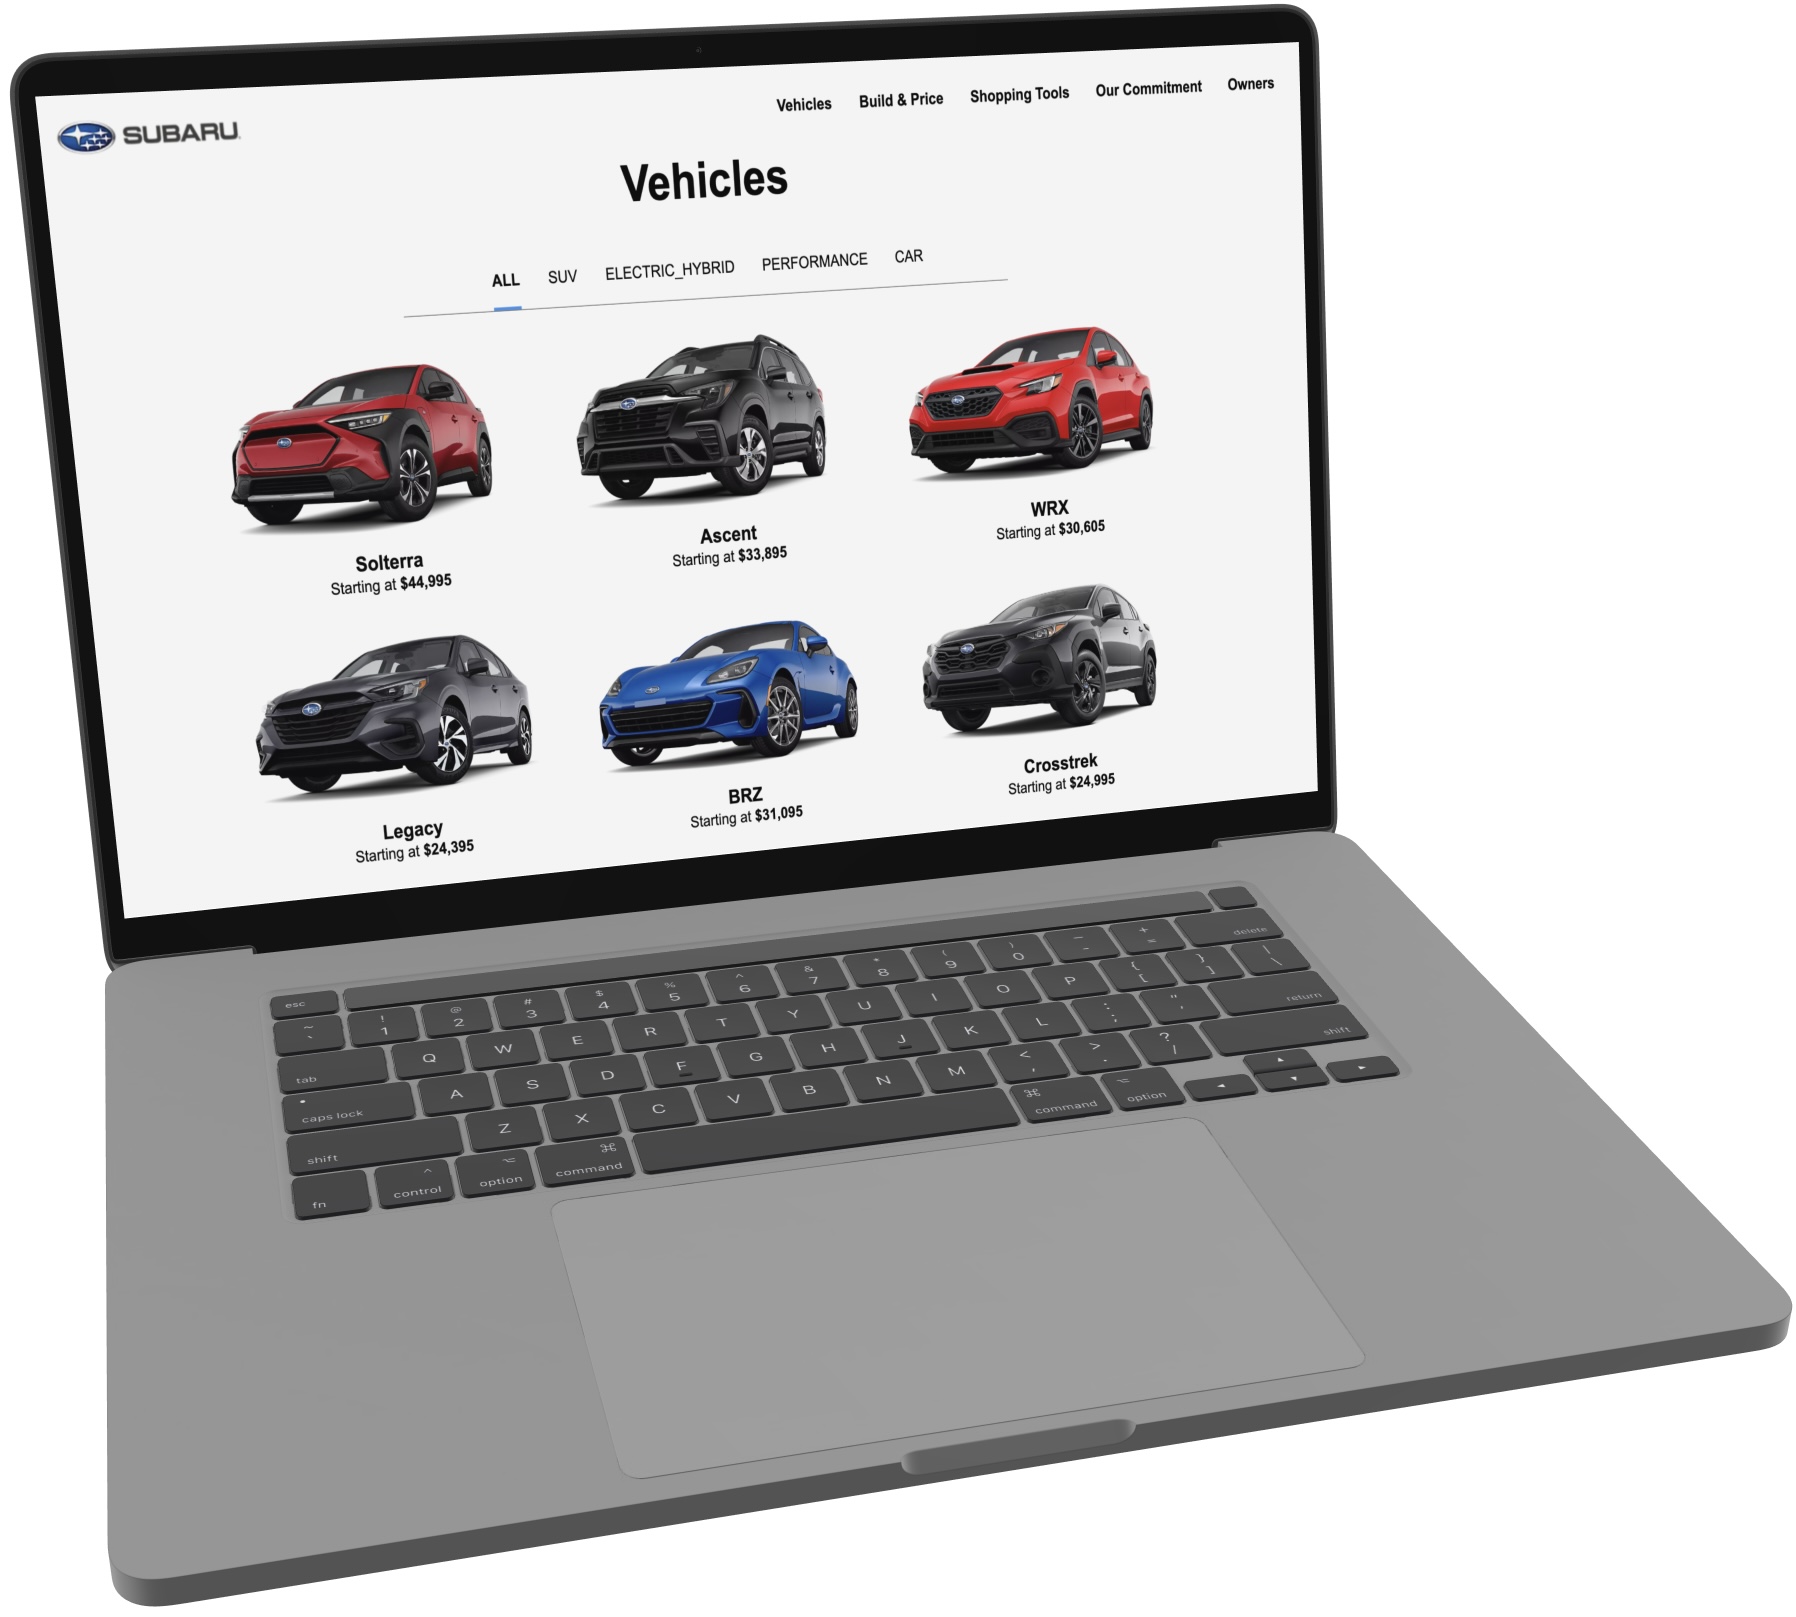 SUBARU
Vehicles Build & Price Shopping Tools Our Commitment Owners
Vehicles
ALL SUV ELECTRIC_HYBRID PERFORMANCE CAR
Solterra
Starting at $44,995
Ascent
Starting at $33,895
WRX
Starting at $30,605
Legacy
Starting at $24,395
BRZ
Starting at $31,095
Crosstrek
Starting at $24,995
esc
~ ` ! 1 @ 2 # 3 $ 4 % 5 ^ 6 & 7 * 8 ( 9 ) 0 _ - + = delete
tab Q W E R T Y U I O P { [ } ] | \
caps lock A S D F G H J K L : ; " ' return
shift Z X C V B N M < , > . ? / shift
fn ^ control ⌥ option ⌘ command ⌘ command ⌥ option ◄ ▲ ▼ ►